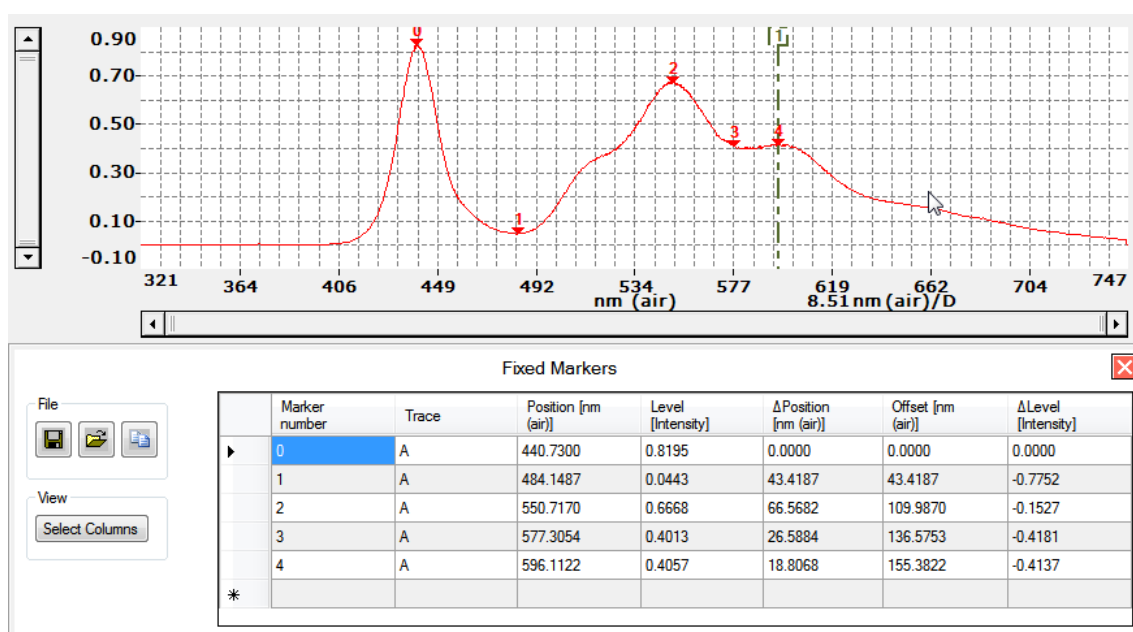 0.90
0.70
0.50
0.30
0.10
-0.10
0
1
2
3
4
1
321 364 406 449 492 534 577 619 662 704 747
nm (air) 8.51 nm (air)/D
Fixed Markers
File
View
Select Columns
Marker number Trace Position [nm (air)] Level [Intensity] ΔPosition [nm (air)] Offset [nm (air)] ΔLevel [Intensity]
0 A 440.7300 0.8195 0.0000 0.0000 0.0000
1 A 484.1487 0.0443 43.4187 43.4187 -0.7752
2 A 550.7170 0.6668 66.5682 109.9870 -0.1527
3 A 577.3054 0.4013 26.5884 136.5753 -0.4181
4 A 596.1122 0.4057 18.8068 155.3822 -0.4137